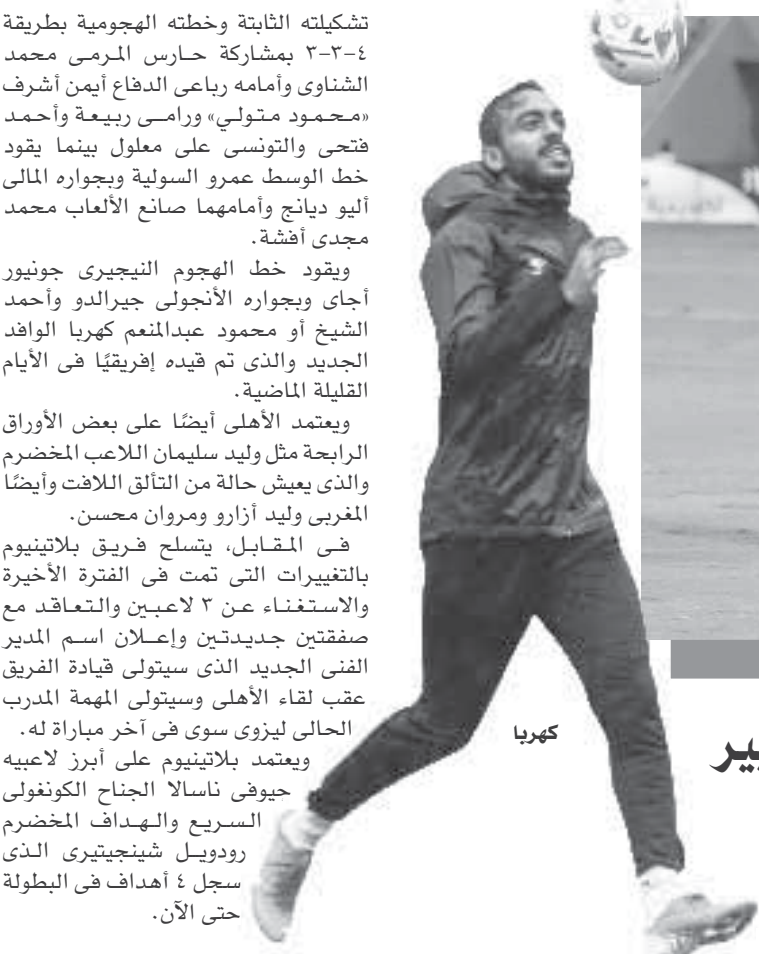 تشكيلته الثابتة وخطته الهجومية بطريقة
٤-٣-٣ بمشاركة حارس المرمى محمد
الشناوى وأمامه رباعى الدفاع أيمن أشرف
«محمود متولي» ورامى ربيعة وأحمد
فتحى والتونسى على معلول بينما يقود
خط الوسط عمرو السولية وبجواره المالى
أليو ديانج وأمامهما صانع الألعاب محمد
مجدى أفشة.
ويقود خط الهجوم النيجيرى جونيور
أجاى وبجواره الأنجولى جيرالدو وأحمد
الشيخ أو محمود عبدالمنعم كهربا الوافد
الجديد والذى تم قيده إفريقيًا فى الأيام
القليلة الماضية.
ويعتمد الأهلى أيضًا على بعض الأوراق
الرابحة مثل وليد سليمان اللاعب المخضرم
والذى يعيش حالة من التألق اللافت وأيضًا
المغربى وليد أزارو ومروان محسن.
فى المقابل، يتسلح فريق بلاتينيوم
بالتغييرات التى تمت فى الفترة الأخيرة
والاستغناء عن ٣ لاعبين والتعاقد مع
صفقتين جديدتين وإعلان اسم المدير
الفنى الجديد الذى سيتولى قيادة الفريق
عقب لقاء الأهلى وسيتولى المهمة المدرب
الحالى ليزوى سوى فى آخر مباراة له.
ويعتمد بلاتينيوم على أبرز لاعبيه
جيوفى ناسالا الجناح الكونغولى
السريع والهداف المخضرم
رودويل شينجيتيرى الذى
سجل ٤ أهداف فى البطولة
حتى الآن.
كهربا